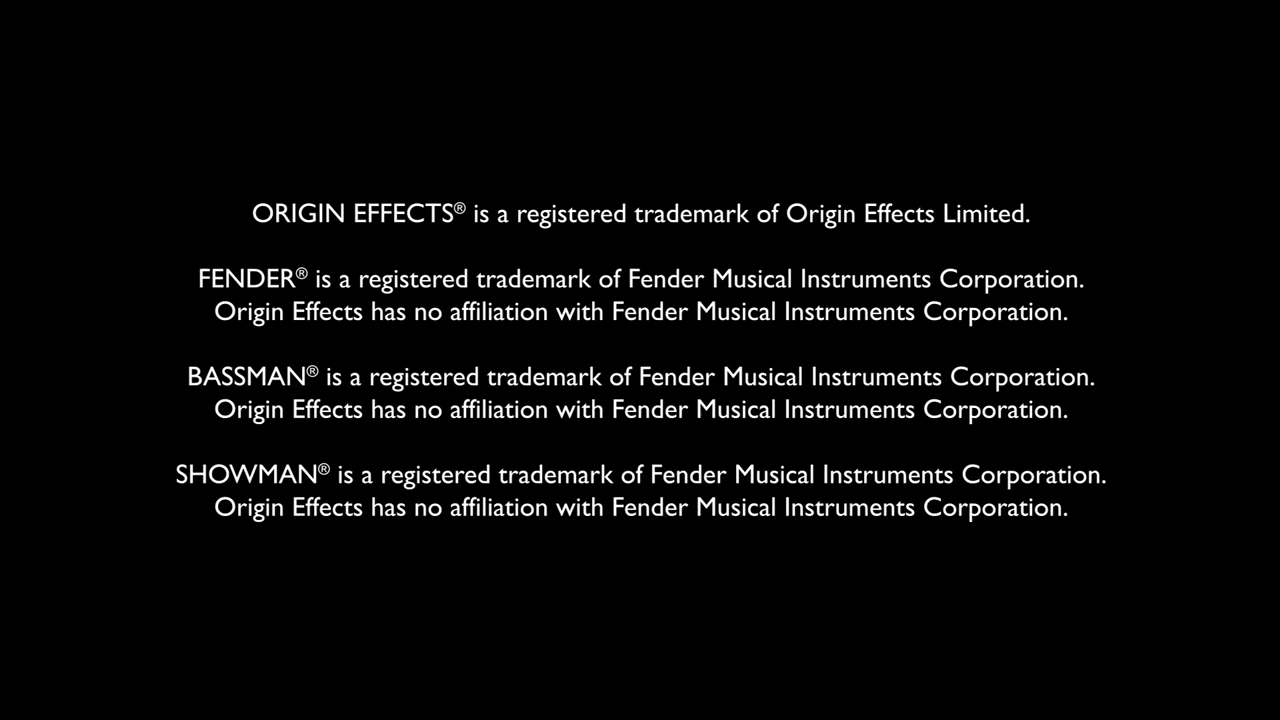 ORIGIN EFFECTS® is a registered trademark of Origin Effects Limited.
FENDER® is a registered trademark of Fender Musical Instruments Corporation.
Origin Effects has no affiliation with Fender Musical Instruments Corporation.
BASSMAN® is a registered trademark of Fender Musical Instruments Corporation.
Origin Effects has no affiliation with Fender Musical Instruments Corporation.
SHOWMAN® is a registered trademark of Fender Musical Instruments Corporation.
Origin Effects has no affiliation with Fender Musical Instruments Corporation.